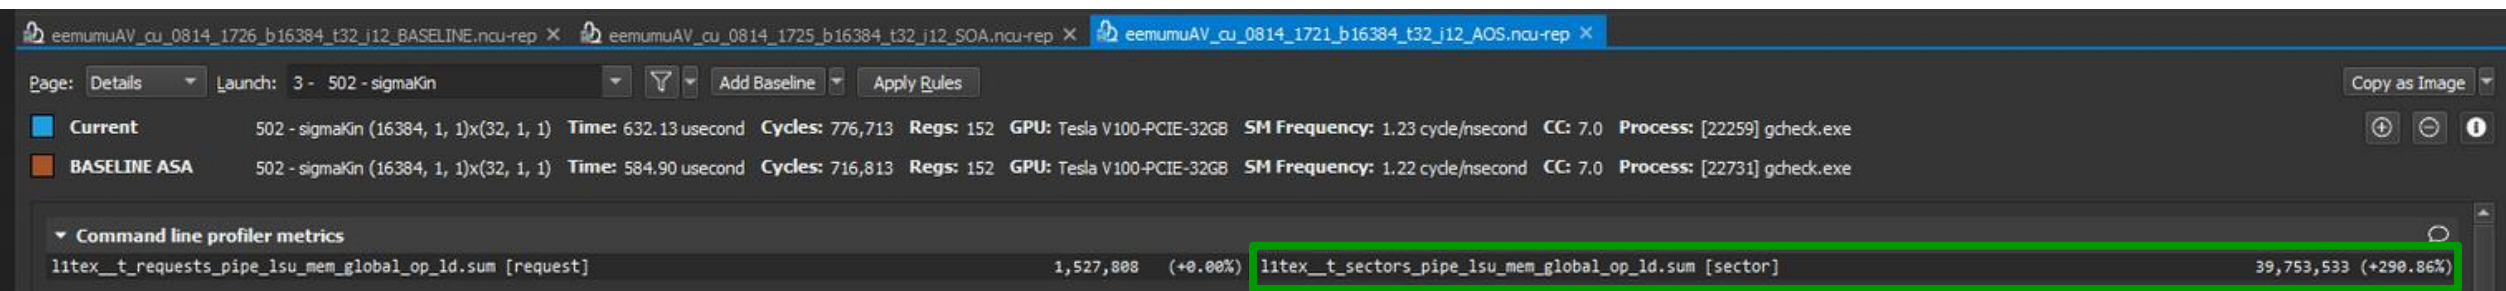 eemumuAV_cu_0814_1726_b16384_t32_i12_BASELINE.ncu-rep × eemumuAV_cu_0814_1725_b16384_t32_i12_SOA.ncu-rep × eemumuAV_cu_0814_1721_b16384_t32_i12_AOS.ncu-rep ×
Page: Details Launch: 3 - 502 - sigmaKin Add Baseline Apply Rules Copy as Image
Current 502 - sigmaKin (16384, 1, 1)x(32, 1, 1) Time: 632.13 usecond Cycles: 776,713 Regs: 152 GPU: Tesla V100-PCIE-32GB SM Frequency: 1.23 cycle/nsecond CC: 7.0 Process: [22259] gcheck.exe
BASELINE ASA 502 - sigmaKin (16384, 1, 1)x(32, 1, 1) Time: 584.90 usecond Cycles: 716,813 Regs: 152 GPU: Tesla V100-PCIE-32GB SM Frequency: 1.22 cycle/nsecond CC: 7.0 Process: [22731] gcheck.exe
Command line profiler metrics
l1tex__t_requests_pipe_lsu_mem_global_op_ld.sum [request] 1,527,808 (+0.00%) l1tex__t_sectors_pipe_lsu_mem_global_op_ld.sum [sector] 39,753,533 (+290.86%)